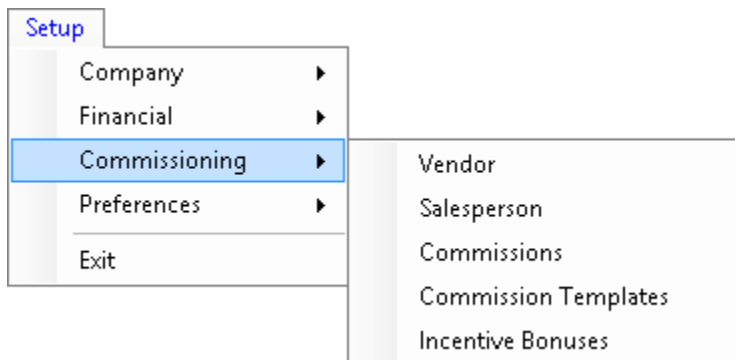 Setup
Company
Financial
Commissioning
Preferences
Exit
Vendor
Salesperson
Commissions
Commission Templates
Incentive Bonuses